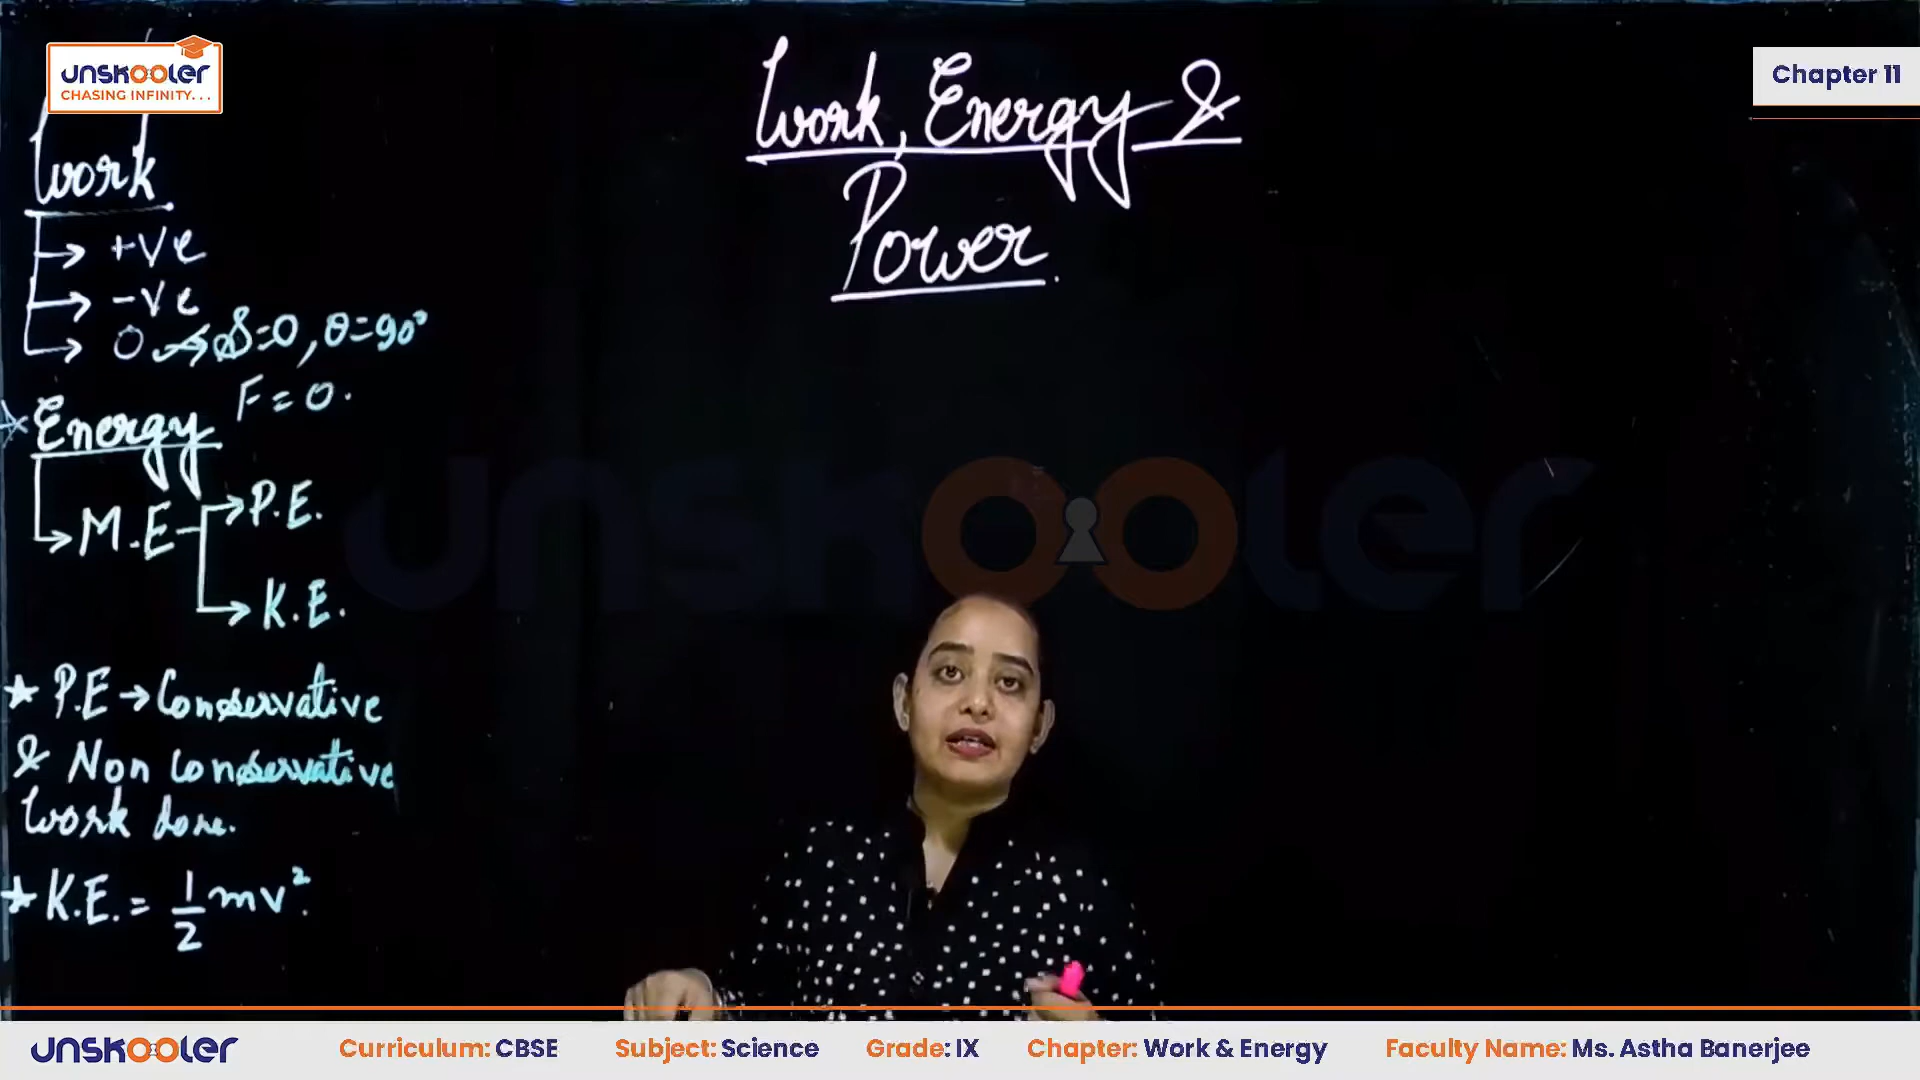 unskooler
CHASING INFINITY...
Chapter 11
Work, Energy &
Power.
Work
→ +ve
→ -ve
→ 0 → S=0, θ=90°
F=0.
Energy
→ M.E → P.E.
→ K.E.
unskooler
★ P.E → Conservative
& Non conservative
work done.
★ K.E. = 1/2 mv².
unskooler Curriculum: CBSE Subject: Science Grade: IX Chapter: Work & Energy Faculty Name: Ms. Astha Banerjee